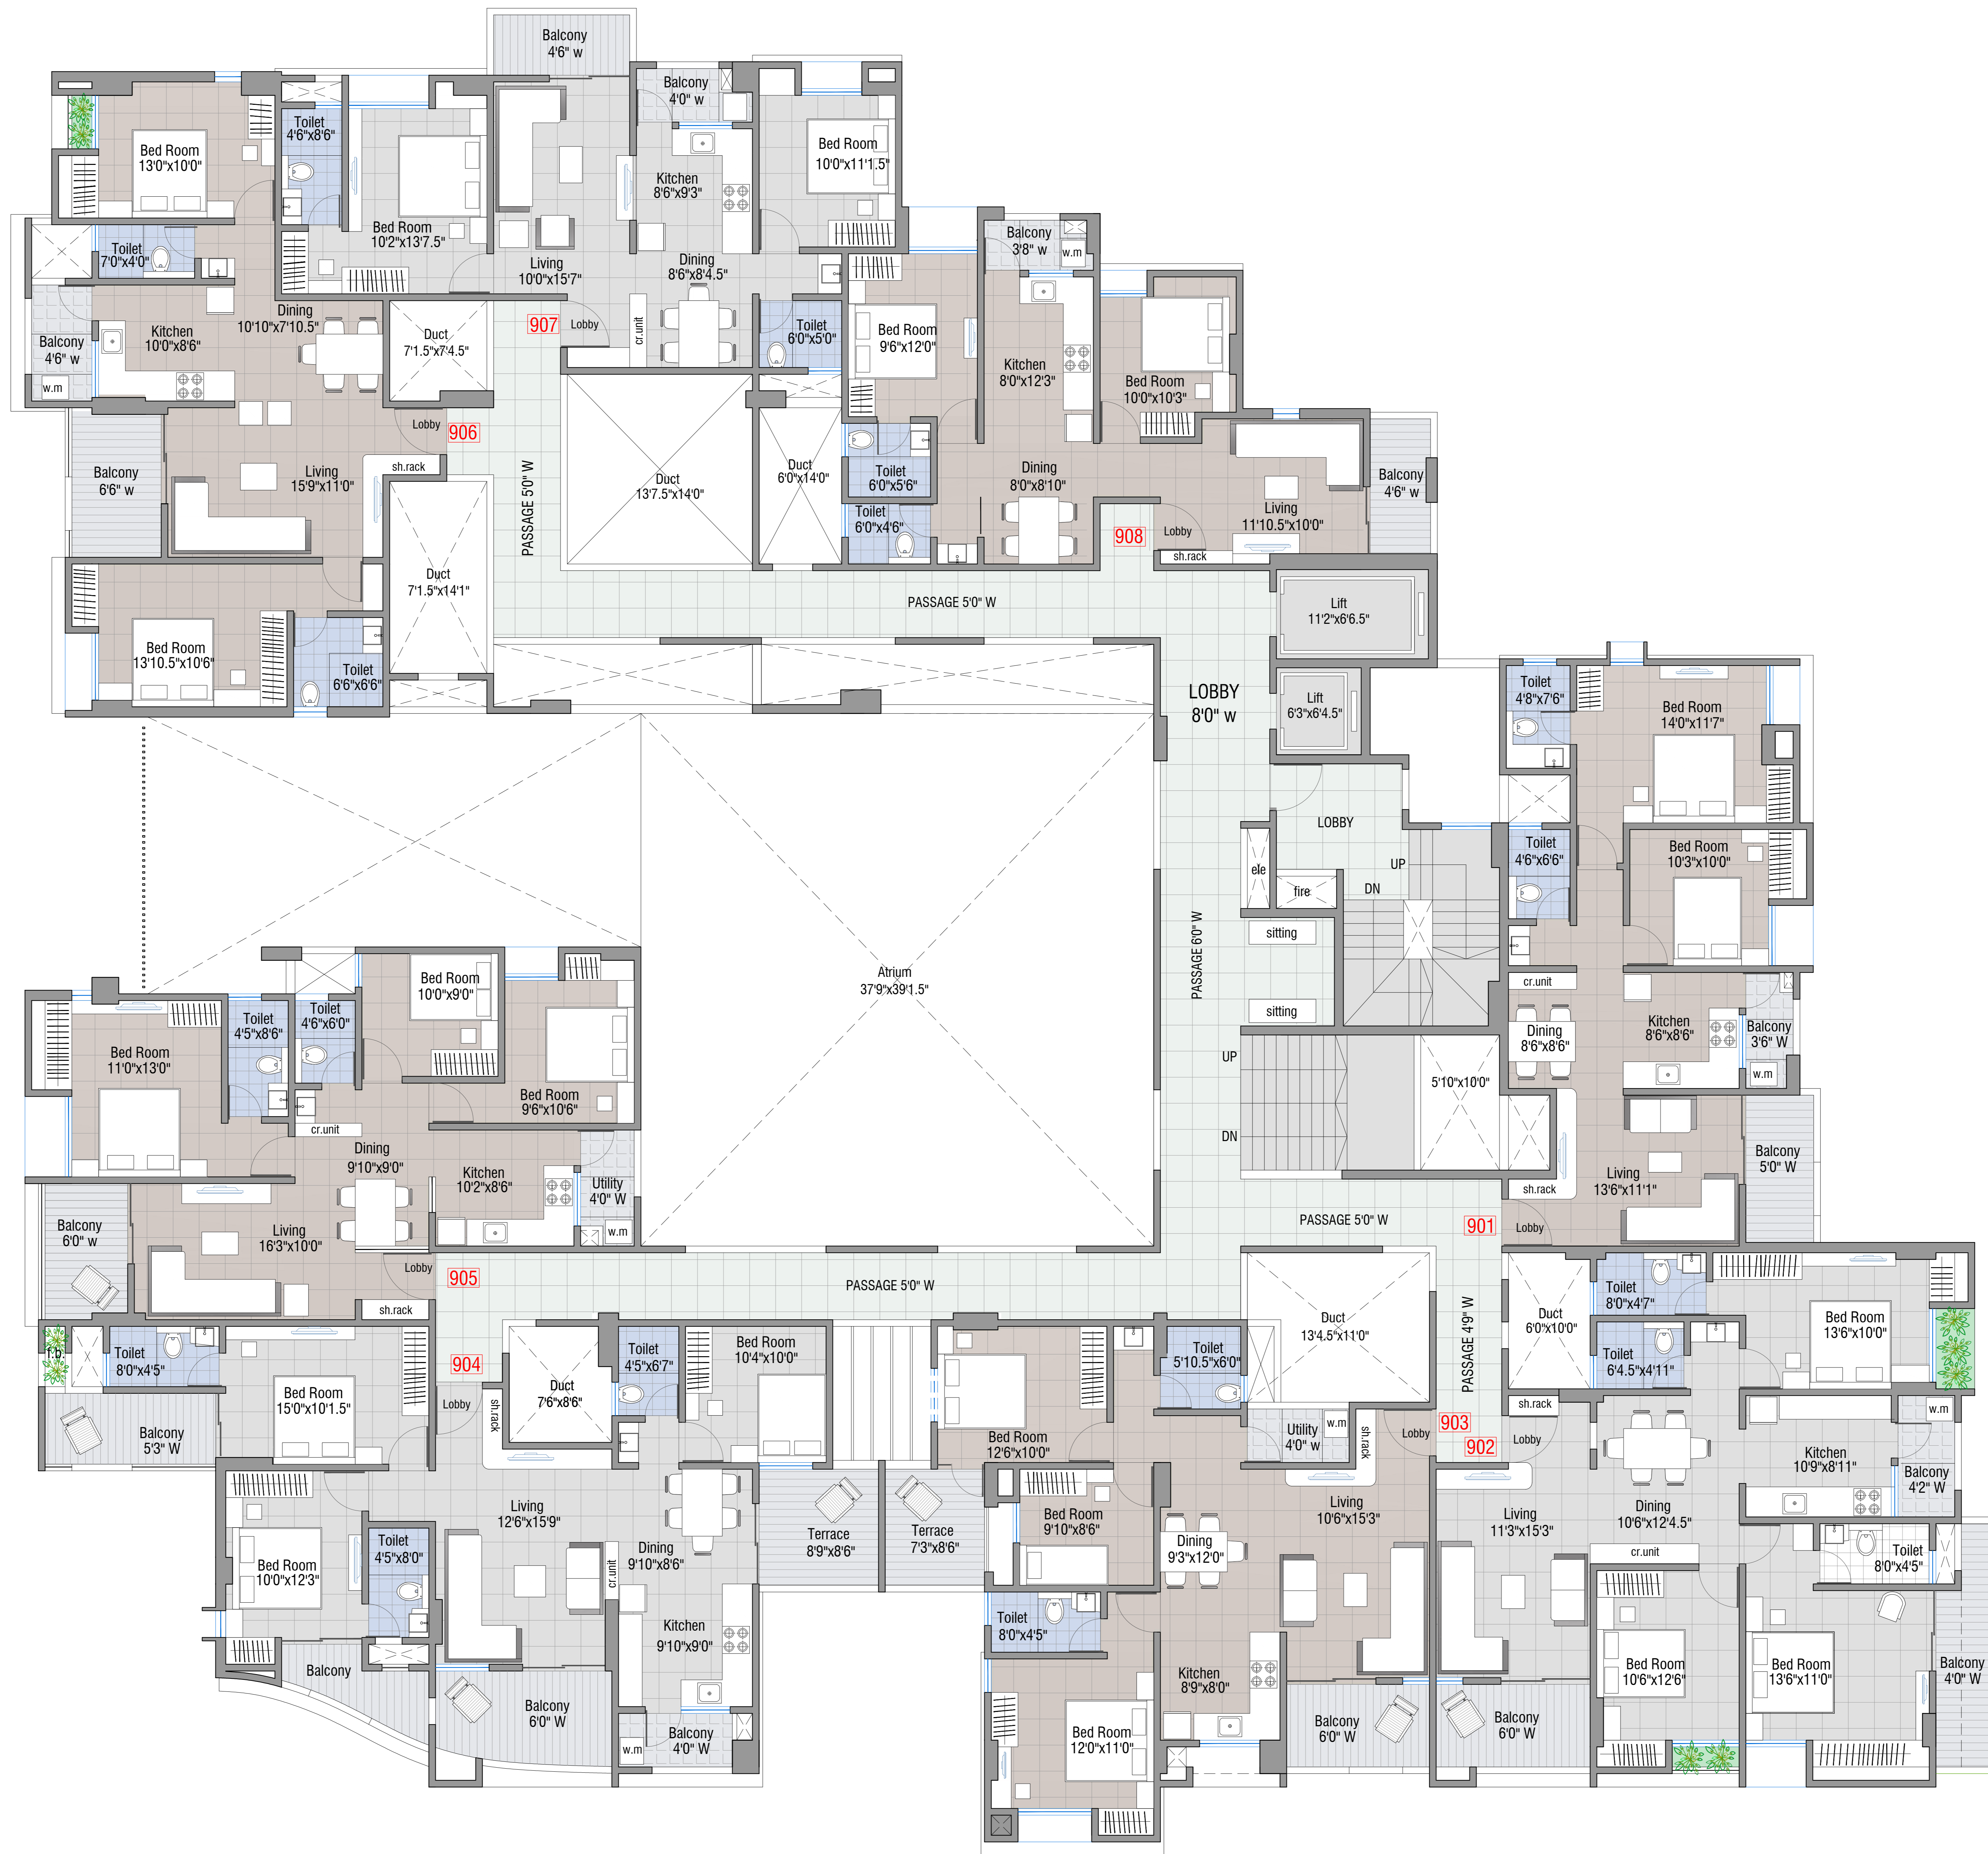 Balcony
4'6" w
Balcony
4'0" w
Bed Room
13'0"x10'0"
Toilet
4'6"x8'6"
Bed Room
10'2"x13'7.5"
Kitchen
8'6"x9'3"
Bed Room
10'0"x11'1.5"
Toilet
7'0"x4'0"
Living
10'0"x15'7"
Dining
8'6"x8'4.5"
Balcony
3'8" w
w.m
Dining
10'10"x7'10.5"
Kitchen
10'0"x8'6"
Balcony
4'6" w
w.m
Duct
7'1.5"x7'4.5"
907
Lobby
cr.unit
Toilet
6'0"x5'0"
Bed Room
9'6"x12'0"
Kitchen
8'0"x12'3"
Bed Room
10'0"x10'3"
Lobby
906
sh.rack
Balcony
6'6" w
Living
15'9"x11'0"
PASSAGE 5'0" W
Duct
13'7.5"x14'0"
Duct
6'0"x14'0"
Toilet
6'0"x5'6"
Dining
8'0"x8'10"
Balcony
4'6" w
Toilet
6'0"x4'6"
Living
11'10.5"x10'0"
908
Lobby
sh.rack
Duct
7'1.5"x14'1"
PASSAGE 5'0" W
Lift
11'2"x6'6.5"
Bed Room
13'10.5"x10'6"
Toilet
6'6"x6'6"
LOBBY
8'0" w
Lift
6'3"x6'4.5"
Toilet
4'8"x7'6"
Bed Room
14'0"x11'7"
LOBBY
UP
DN
ele
fire
Toilet
4'6"x6'6"
Bed Room
10'3"x10'0"
PASSAGE 6'0" W
sitting
sitting
Atrium
37'9"x39'1.5"
cr.unit
Dining
8'6"x8'6"
Kitchen
8'6"x8'6"
Balcony
3'6" W
w.m
Bed Room
10'0"x9'0"
Toilet
4'5"x8'6"
Toilet
4'6"x6'0"
Bed Room
11'0"x13'0"
Bed Room
9'6"x10'6"
UP
DN
5'10"x10'0"
cr.unit
Dining
9'10"x9'0"
Kitchen
10'2"x8'6"
Utility
4'0" W
w.m
Balcony
5'0" W
Living
13'6"x11'1"
sh.rack
Balcony
6'0" w
Living
16'3"x10'0"
PASSAGE 5'0" W
901
Lobby
Lobby
905
sh.rack
PASSAGE 5'0" W
Toilet
8'0"x4'7"
Duct
6'0"x10'0"
Bed Room
13'6"x10'0"
Duct
13'4.5"x11'0"
PASSAGE 4'9" W
f.b.
Toilet
8'0"x4'5"
904
Toilet
4'5"x6'7"
Bed Room
10'4"x10'0"
Toilet
5'10.5"x6'0"
Toilet
6'4.5"x4'11"
Duct
7'6"x8'6"
Bed Room
15'0"x10'1.5"
Lobby
sh.rack
Balcony
5'3" W
Bed Room
12'6"x10'0"
Utility
4'0" w
w.m
sh.rack
Lobby
903
902
sh.rack
Lobby
w.m
Kitchen
10'9"x8'11"
Balcony
4'2" W
Living
12'6"x15'9"
Terrace
8'9"x8'6"
Terrace
7'3"x8'6"
Bed Room
9'10"x8'6"
Living
10'6"x15'3"
Living
11'3"x15'3"
Dining
10'6"x12'4.5"
Toilet
4'5"x8'0"
Dining
9'10"x8'6"
Dining
9'3"x12'0"
cr.unit
Toilet
8'0"x4'5"
Bed Room
10'0"x12'3"
cr.unit
Kitchen
9'10"x9'0"
Toilet
8'0"x4'5"
Balcony
Kitchen
8'9"x8'0"
Bed Room
10'6"x12'6"
Bed Room
13'6"x11'0"
Balcony
4'0" W
Balcony
6'0" W
Balcony
4'0" W
w.m
Bed Room
12'0"x11'0"
Balcony
6'0" W
Balcony
6'0" W